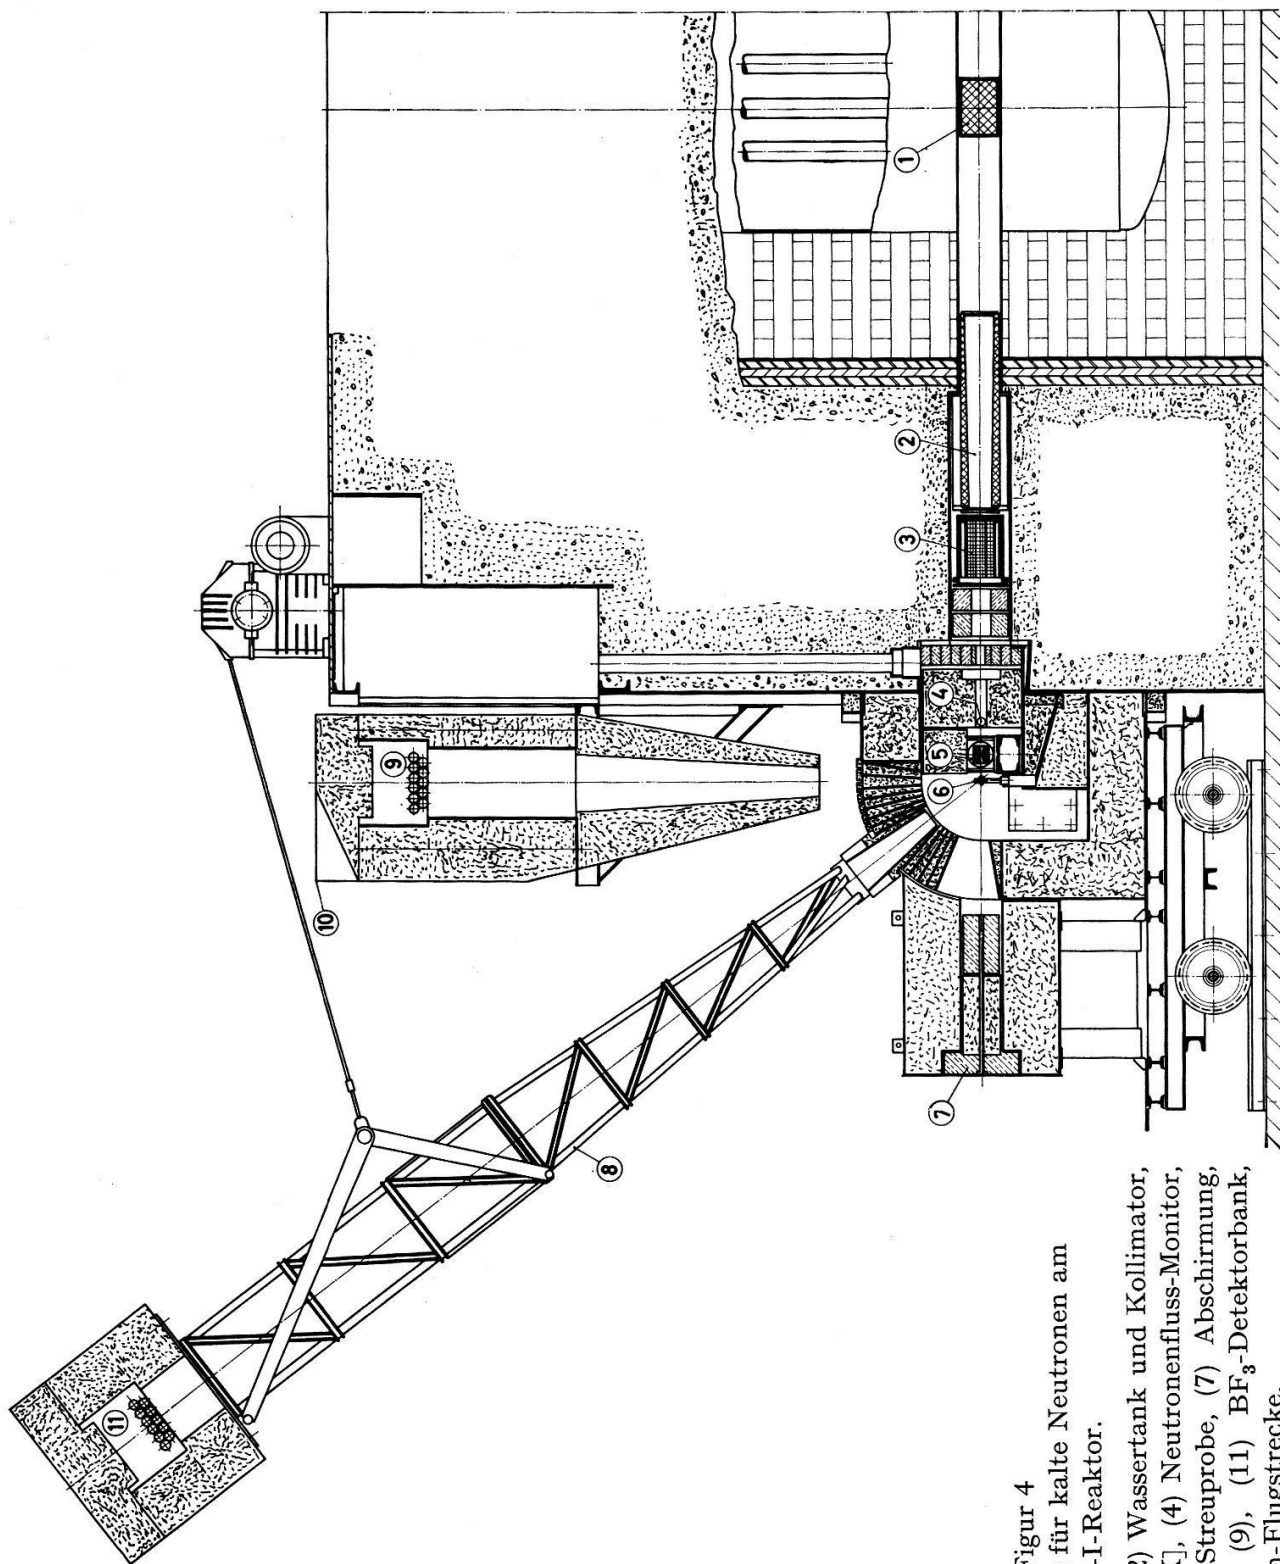 Figur 4
für kalte Neutronen am
-I-Reaktor.
2) Wassertank und Kollimator,
], (4) Neutronenfluss-Monitor,
Streuprobe, (7) Abschirmung,
(9), (11) BF₃-Detektorbank,
-Flugstrecke.
1
2
3
4
5
6
7
8
9
10
11